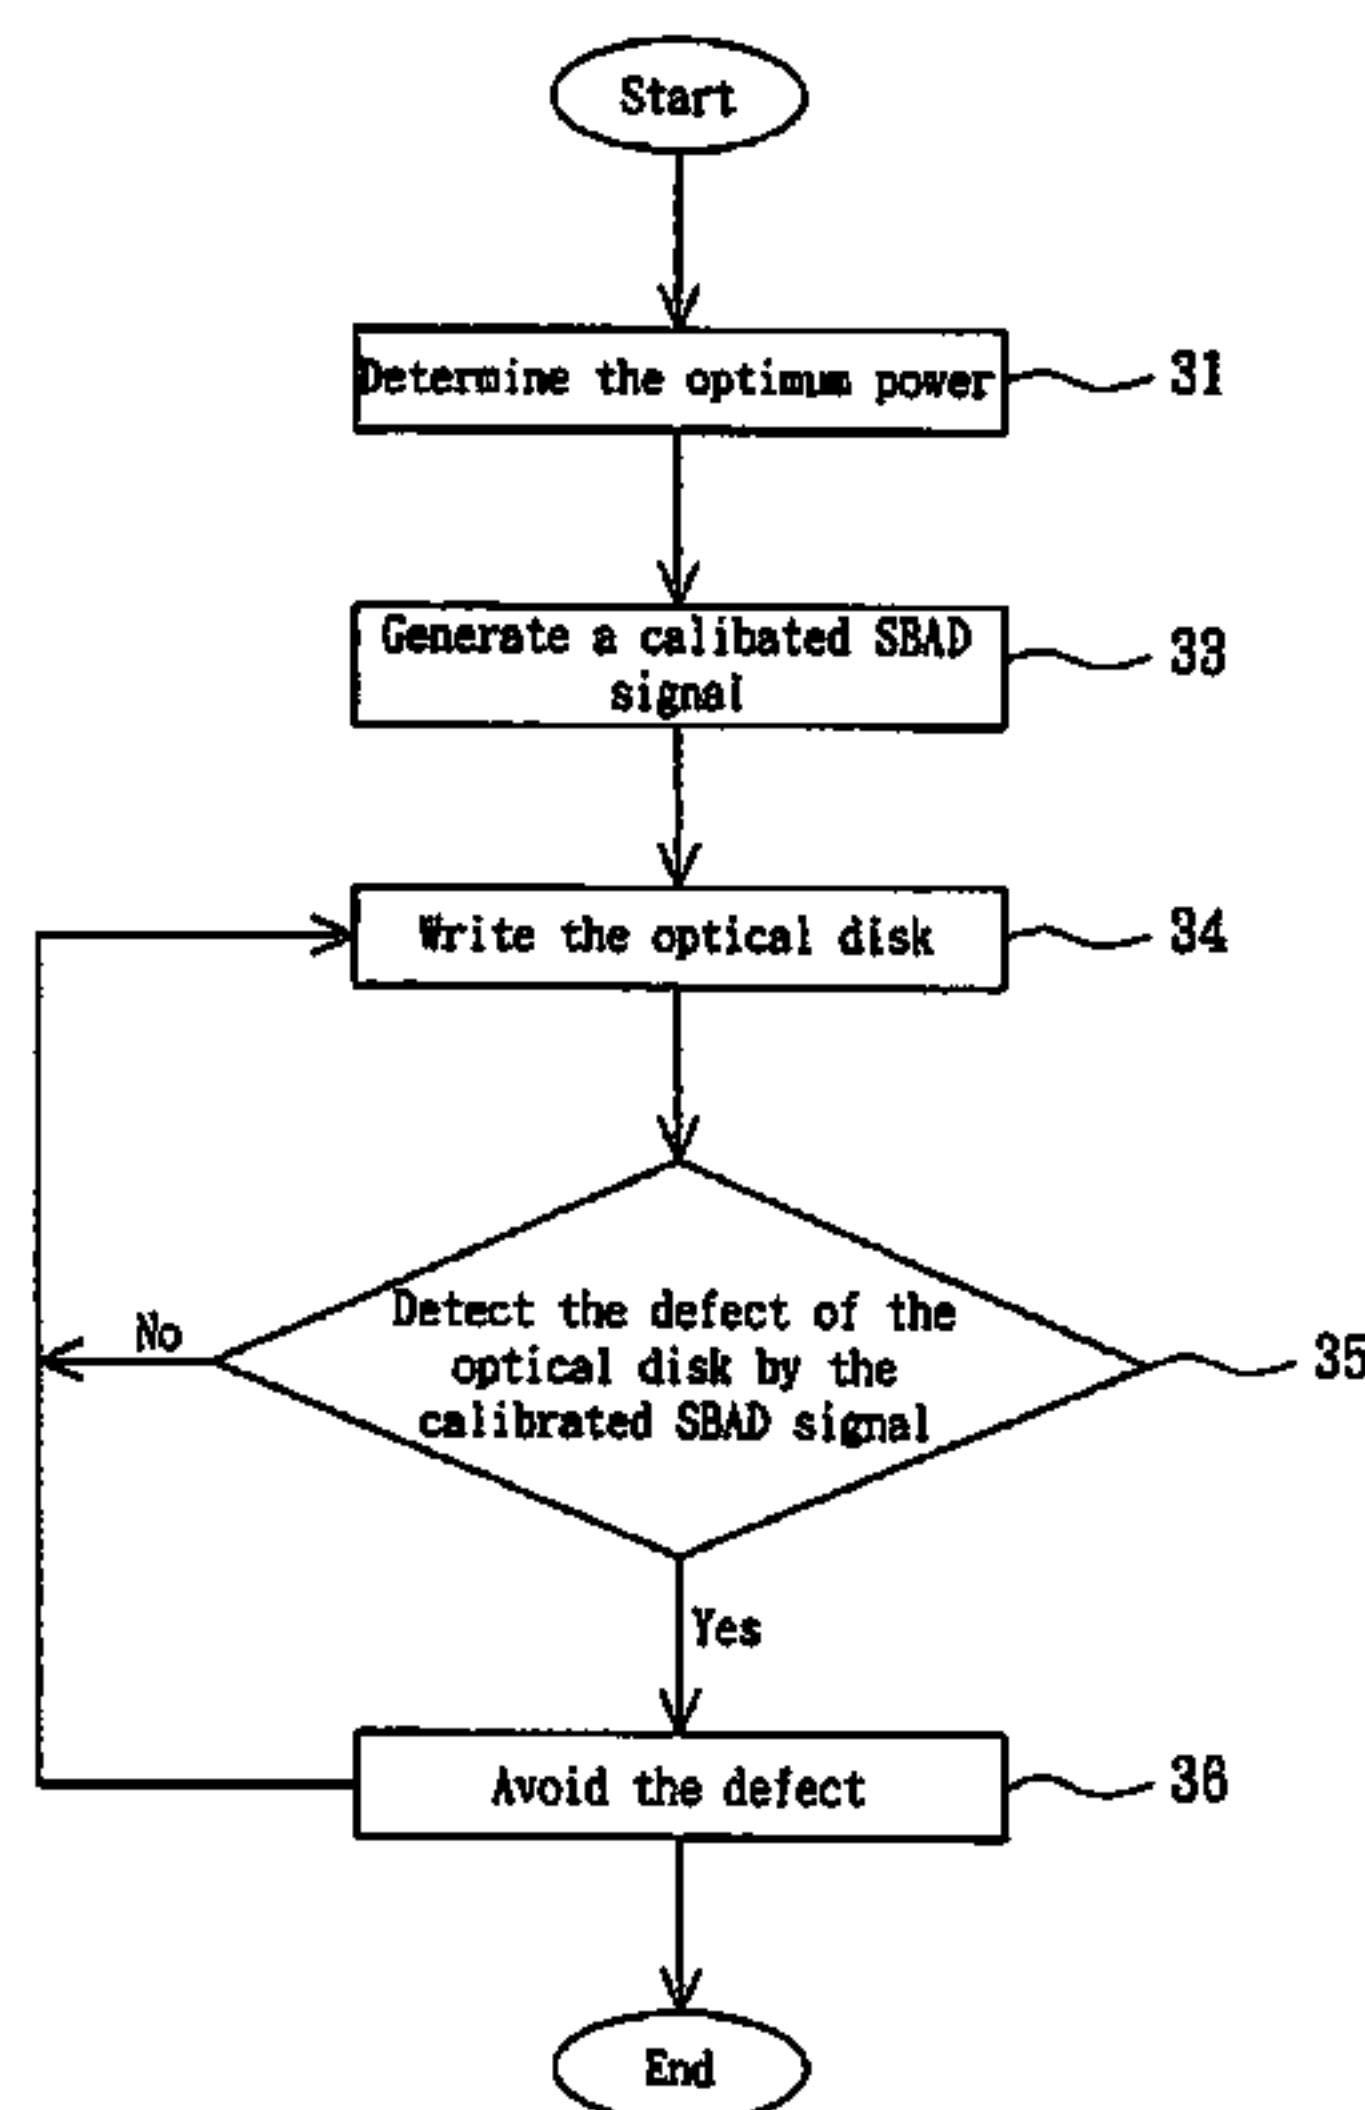 Start
Determine the optimum power
31
Generate a calibated SBAD
signal
33
Write the optical disk
34
Detect the defect of the
optical disk by the
calibrated SBAD signal
35
No
Yes
Avoid the defect
36
End